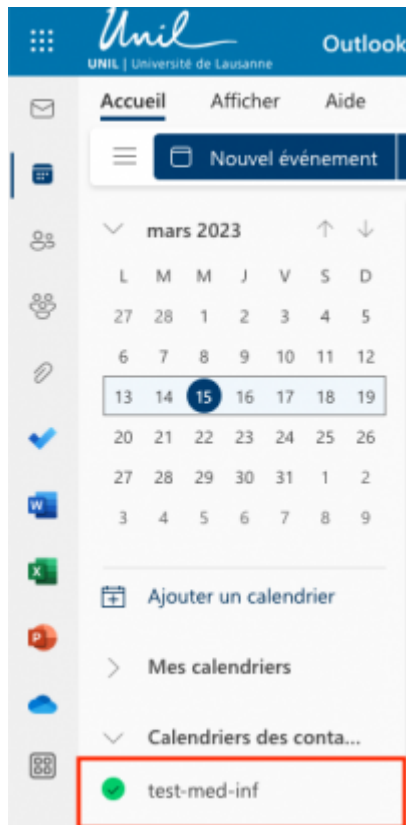 Unil
UNIL | Université de Lausanne
Outlook
Accueil Afficher Aide
Nouvel événement
mars 2023
L M M J V S D
27 28 1 2 3 4 5
6 7 8 9 10 11 12
13 14 15 16 17 18 19
20 21 22 23 24 25 26
27 28 29 30 31 1 2
3 4 5 6 7 8 9
Ajouter un calendrier
Mes calendriers
Calendriers des conta...
test-med-inf
W
X
P